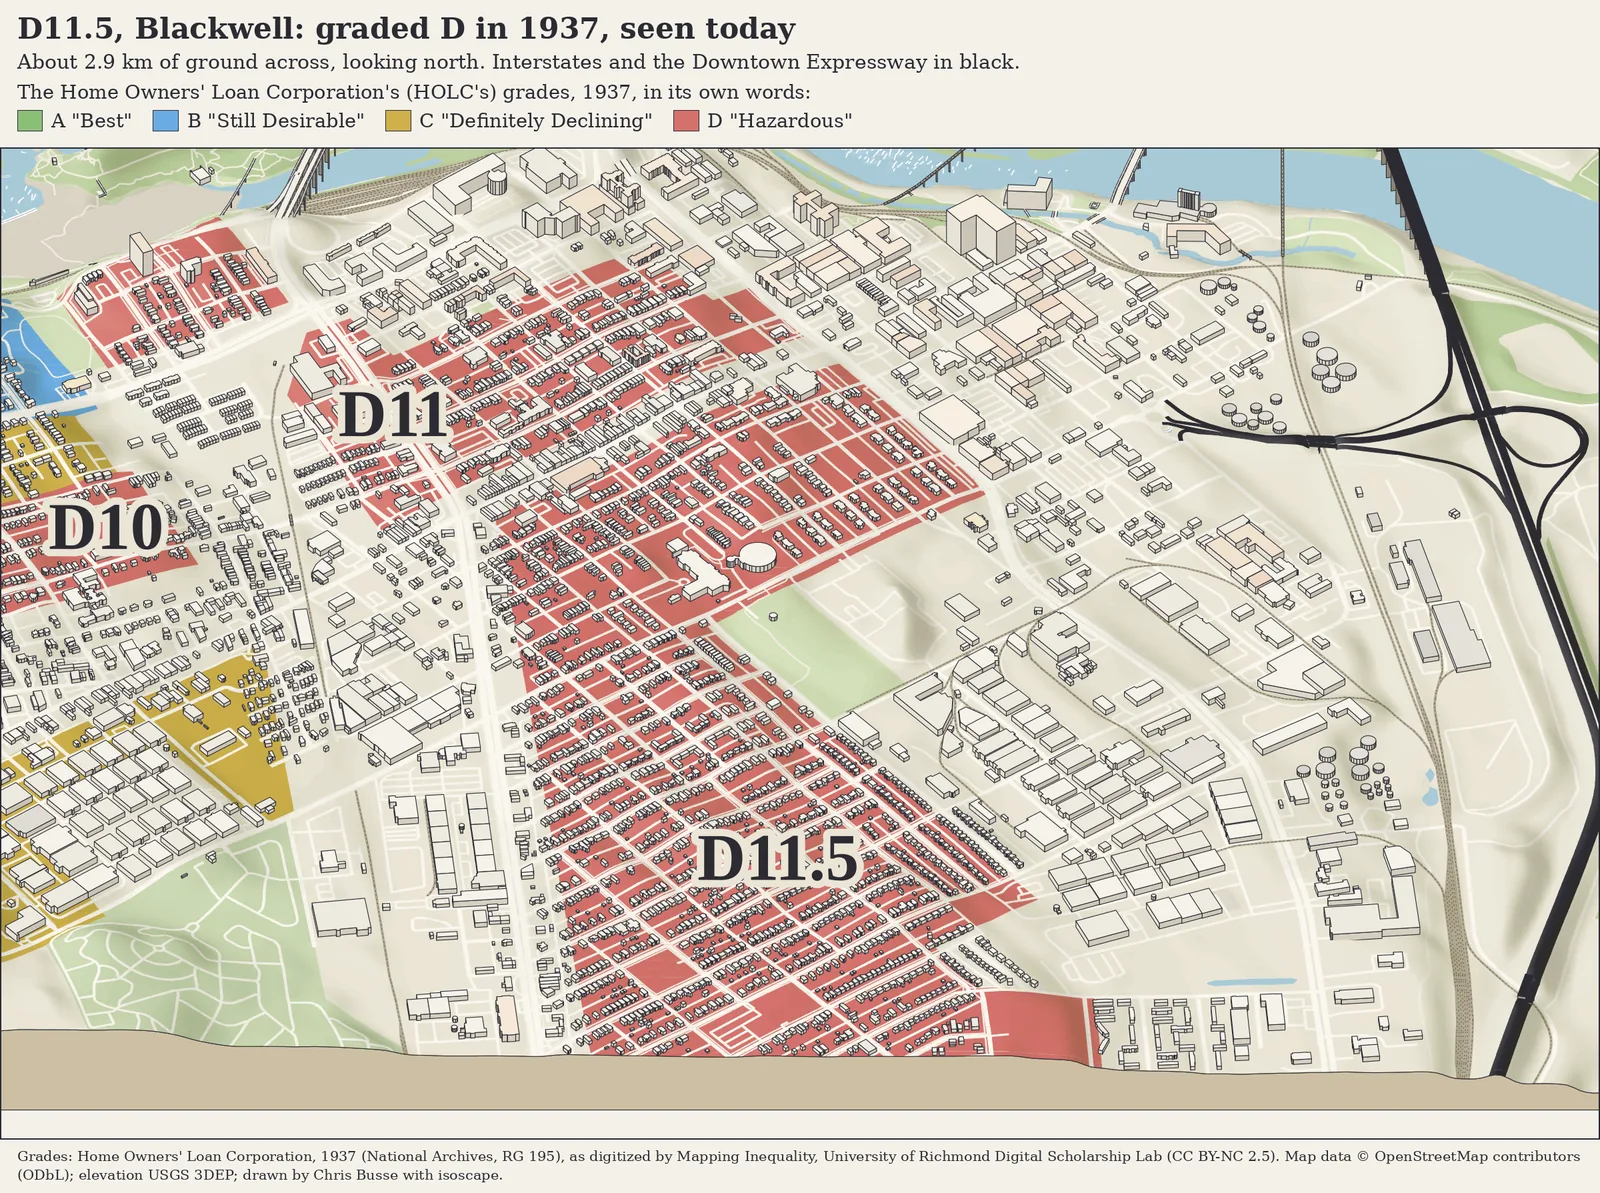 D11.5, Blackwell: graded D in 1937, seen today
About 2.9 km of ground across, looking north. Interstates and the Downtown Expressway in black.
The Home Owners' Loan Corporation's (HOLC's) grades, 1937, in its own words:
A "Best" B "Still Desirable" C "Definitely Declining" D "Hazardous"
D11
D10
D11.5
Grades: Home Owners' Loan Corporation, 1937 (National Archives, RG 195), as digitized by Mapping Inequality, University of Richmond Digital Scholarship Lab (CC BY-NC 2.5). Map data © OpenStreetMap contributors
(ODbL); elevation USGS 3DEP; drawn by Chris Busse with isoscape.